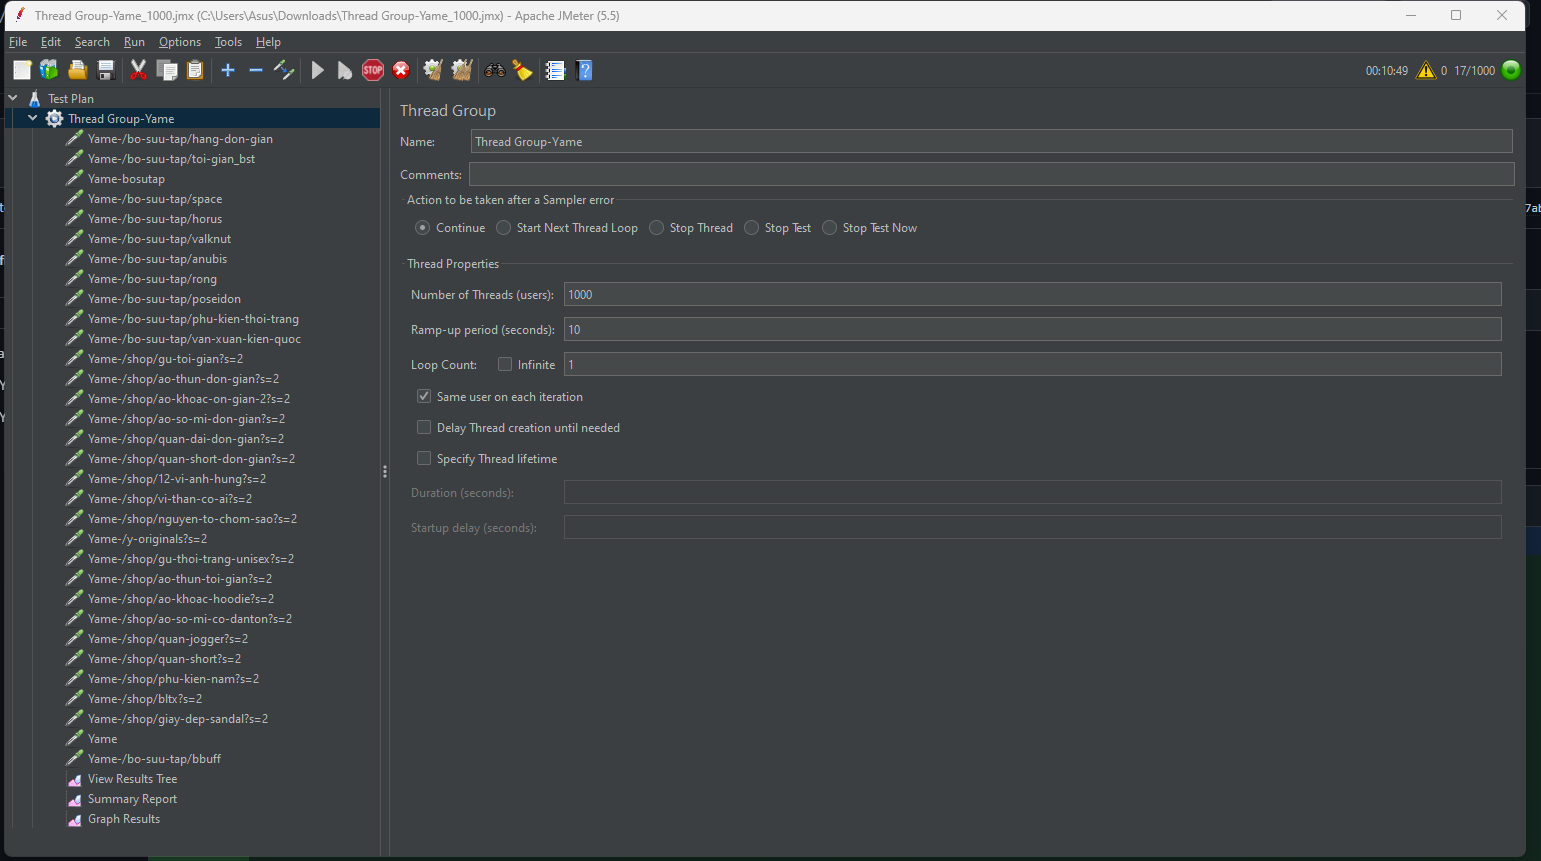 Thread Group-Yame_1000.jmx (C:\Users\Asus\Downloads\Thread Group-Yame_1000.jmx) - Apache JMeter (5.5)
File Edit Search Run Options Tools Help
STOP ? 00:10:49 0 17/1000
Test Plan
Thread Group-Yame
Yame-/bo-suu-tap/hang-don-gian
Yame-/bo-suu-tap/toi-gian_bst
Yame-bosutap
Yame-/bo-suu-tap/space
Yame-/bo-suu-tap/horus
Yame-/bo-suu-tap/valknut
Yame-/bo-suu-tap/anubis
Yame-/bo-suu-tap/rong
Yame-/bo-suu-tap/poseidon
Yame-/bo-suu-tap/phu-kien-thoi-trang
Yame-/bo-suu-tap/van-xuan-kien-quoc
Yame-/shop/gu-toi-gian?s=2
Yame-/shop/ao-thun-don-gian?s=2
Yame-/shop/ao-khoac-on-gian-2?s=2
Yame-/shop/ao-so-mi-don-gian?s=2
Yame-/shop/quan-dai-don-gian?s=2
Yame-/shop/quan-short-don-gian?s=2
Yame-/shop/12-vi-anh-hung?s=2
Yame-/shop/vi-than-co-ai?s=2
Yame-/shop/nguyen-to-chom-sao?s=2
Yame-/y-originals?s=2
Yame-/shop/gu-thoi-trang-unisex?s=2
Yame-/shop/ao-thun-toi-gian?s=2
Yame-/shop/ao-khoac-hoodie?s=2
Yame-/shop/ao-so-mi-co-danton?s=2
Yame-/shop/quan-jogger?s=2
Yame-/shop/quan-short?s=2
Yame-/shop/phu-kien-nam?s=2
Yame-/shop/bltx?s=2
Yame-/shop/giay-dep-sandal?s=2
Yame
Yame-/bo-suu-tap/bbuff
View Results Tree
Summary Report
Graph Results
Thread Group
Name: Thread Group-Yame
Comments:
Action to be taken after a Sampler error
Continue Start Next Thread Loop Stop Thread Stop Test Stop Test Now
Thread Properties
Number of Threads (users): 1000
Ramp-up period (seconds): 10
Loop Count: Infinite 1
Same user on each iteration
Delay Thread creation until needed
Specify Thread lifetime
Duration (seconds):
Startup delay (seconds):